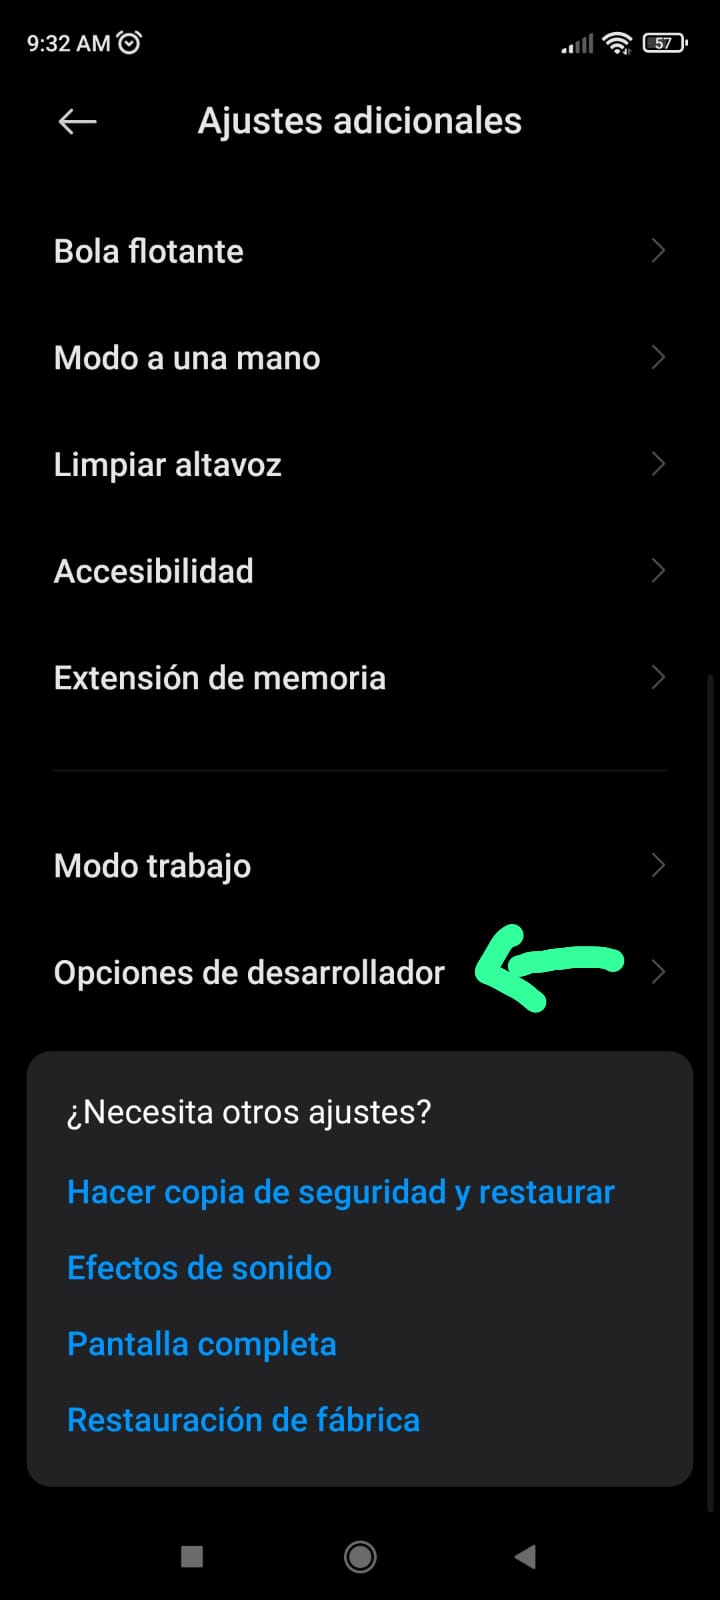 9:32 AM
57
Ajustes adicionales
Bola flotante
Modo a una mano
Limpiar altavoz
Accesibilidad
Extensión de memoria
Modo trabajo
Opciones de desarrollador
¿Necesita otros ajustes?
Hacer copia de seguridad y restaurar
Efectos de sonido
Pantalla completa
Restauración de fábrica